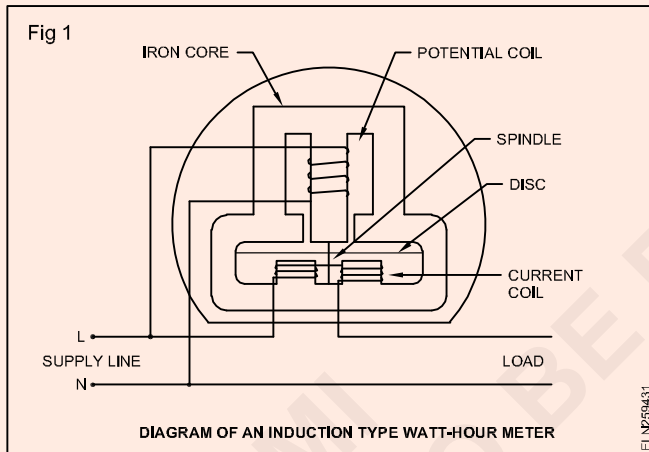 Fig 1
IRON CORE
POTENTIAL COIL
SPINDLE
DISC
CURRENT
COIL
L
SUPPLY LINE
LOAD
N
DIAGRAM OF AN INDUCTION TYPE WATT-HOUR METER
ELN259431